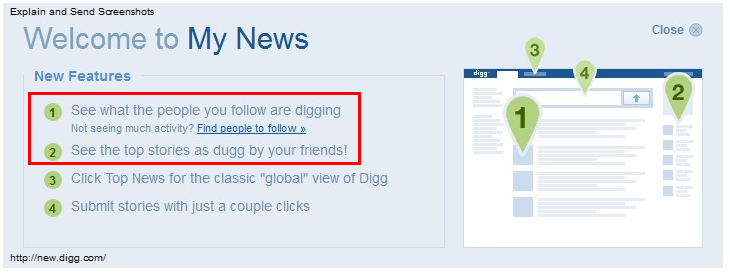 Explain and Send Screenshots
Welcome to My News
Close
New Features
1 See what the people you follow are digging
Not seeing much activity? Find people to follow »
2 See the top stories as dugg by your friends!
3 Click Top News for the classic "global" view of Digg
4 Submit stories with just a couple clicks
digg
3
4
1
2
http://new.digg.com/